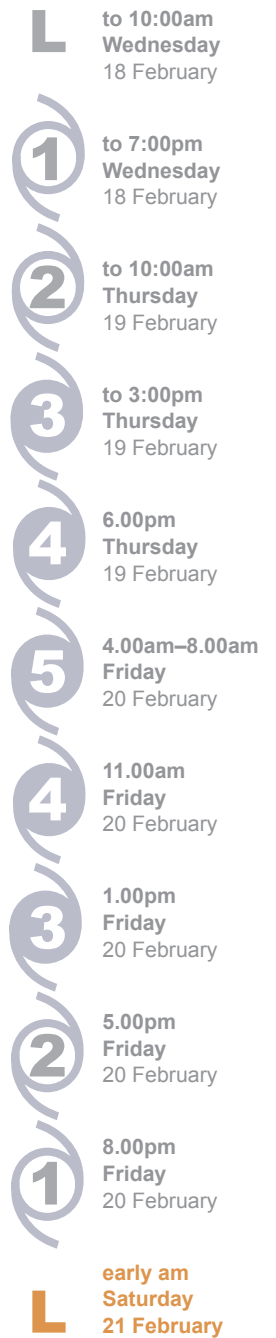 L
to 10:00am
Wednesday
18 February
1
to 7:00pm
Wednesday
18 February
2
to 10:00am
Thursday
19 February
3
to 3:00pm
Thursday
19 February
4
6.00pm
Thursday
19 February
5
4.00am–8.00am
Friday
20 February
4
11.00am
Friday
20 February
3
1.00pm
Friday
20 February
2
5.00pm
Friday
20 February
1
8.00pm
Friday
20 February
L
early am
Saturday
21 February